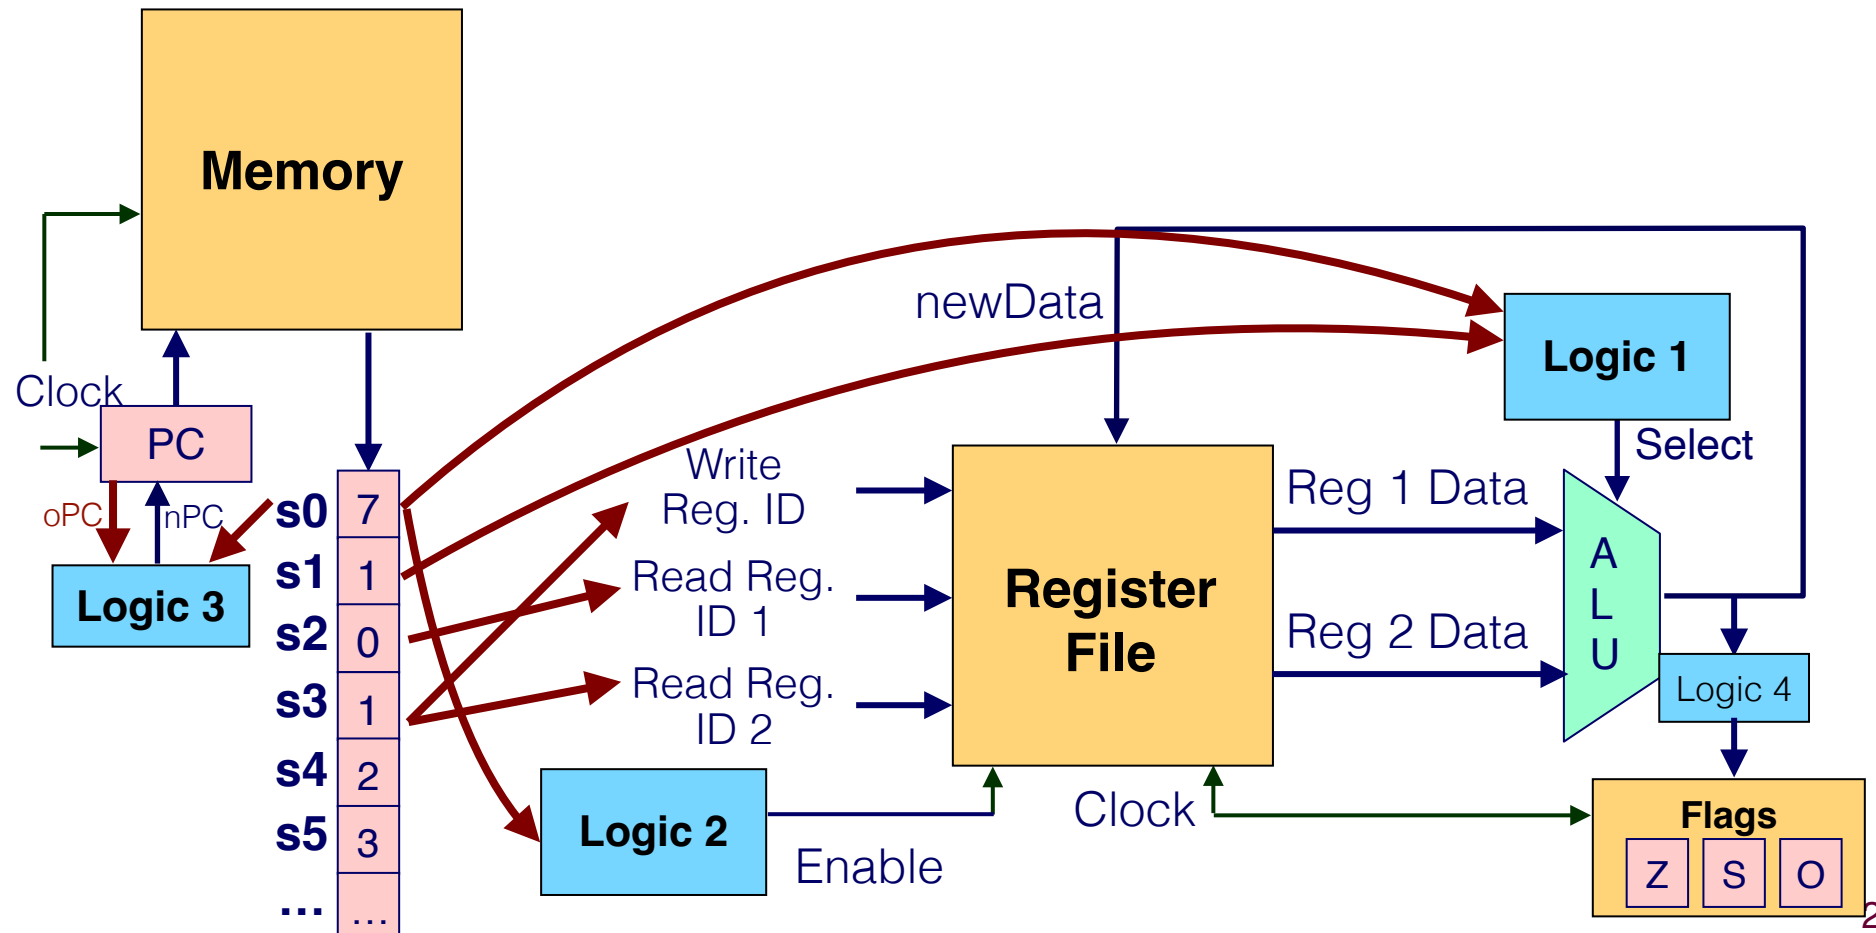 Memory
newData
Logic 1
Clock
PC
Select
Write
Reg. ID
Reg 1 Data
oPC
nPC
s0 7
s1 1
s2 0
s3 1
s4 2
s5 3
... ...
Logic 3
Read Reg.
ID 1
Read Reg.
ID 2
Register
File
Reg 2 Data
A
L
U
Logic 4
Logic 2
Enable
Clock
Flags
Z S O
2